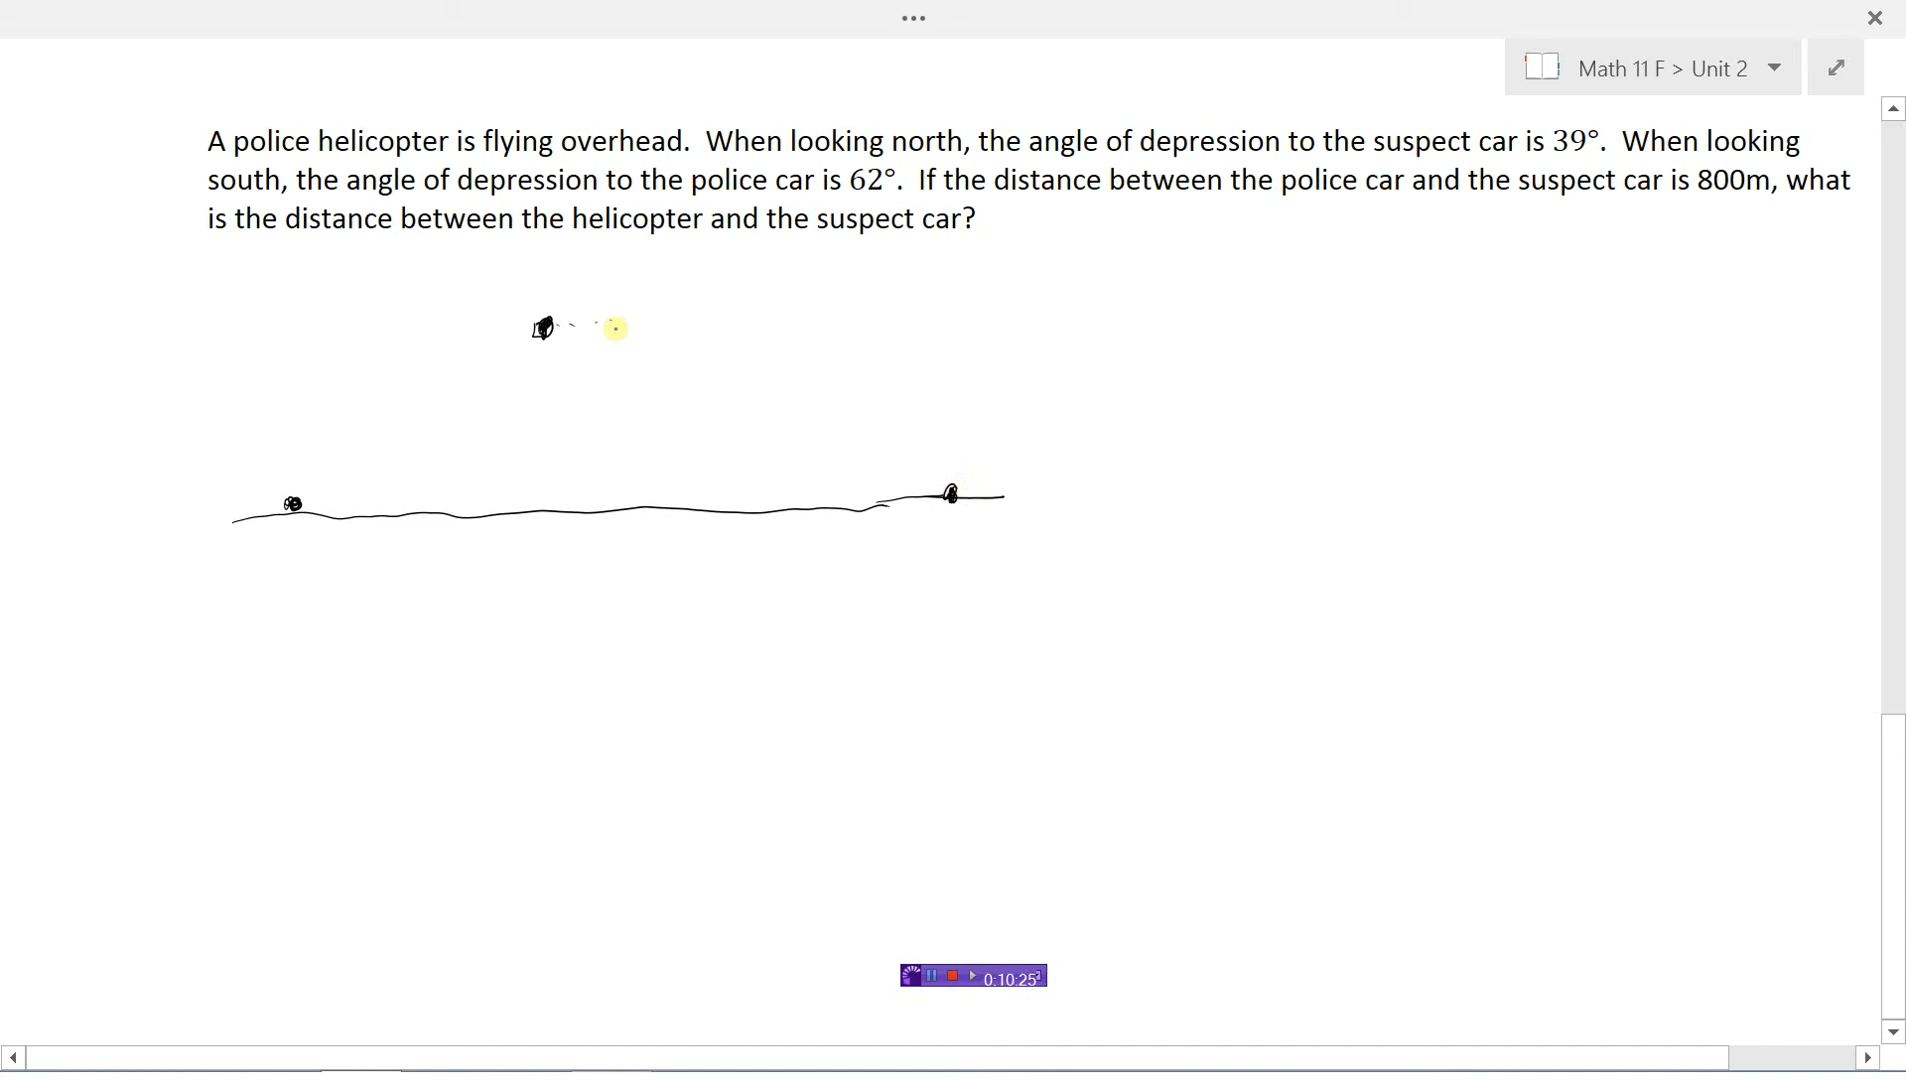 Math 11 F > Unit 2
A police helicopter is flying overhead.  When looking north, the angle of depression to the suspect car is 39°.  When looking
south, the angle of depression to the police car is 62°.  If the distance between the police car and the suspect car is 800m, what
is the distance between the helicopter and the suspect car?
0:10:25